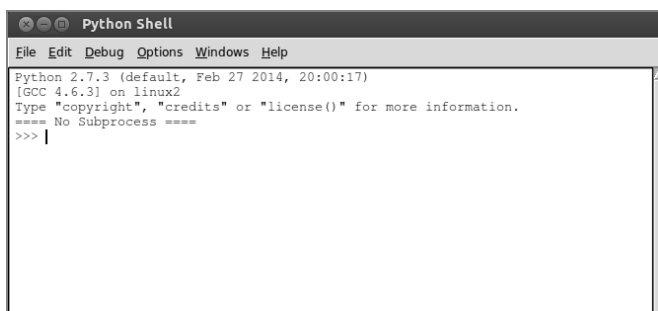 Python Shell
File Edit Debug Options Windows Help
Python 2.7.3 (default, Feb 27 2014, 20:00:17)
[GCC 4.6.3] on linux2
Type "copyright", "credits" or "license()" for more information.
==== No Subprocess ====
>>>